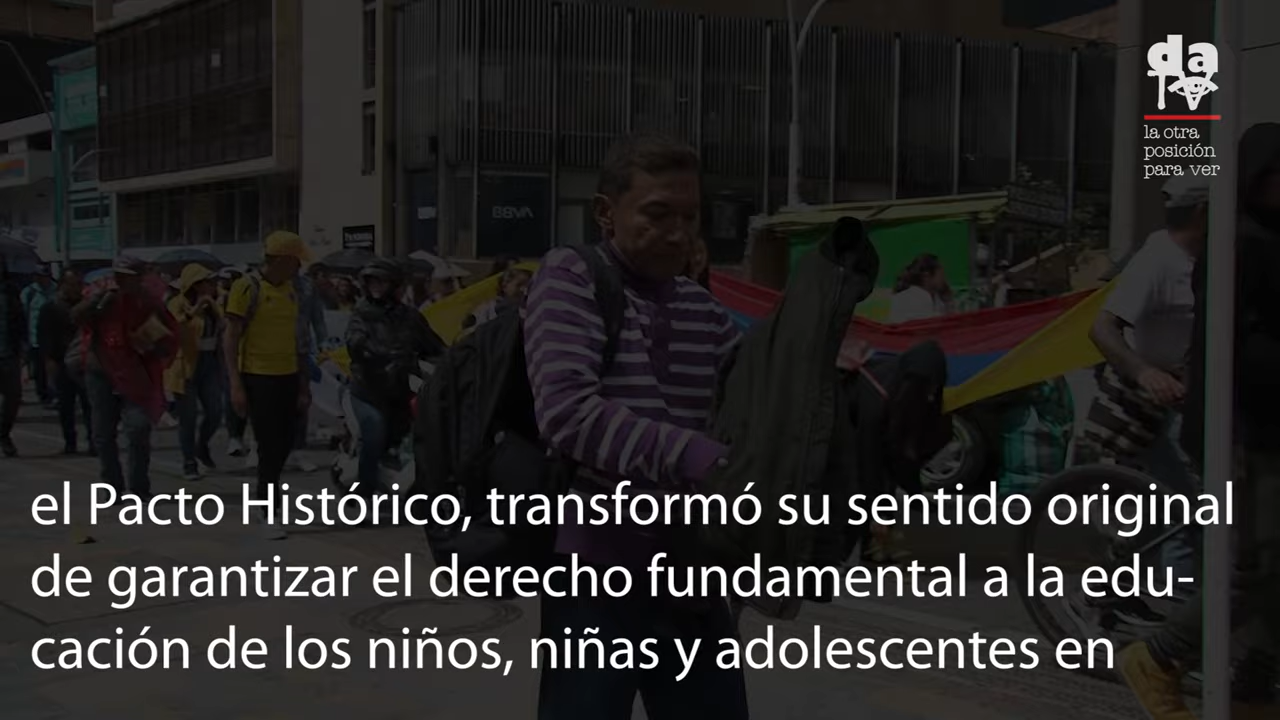 la otra
posición
para ver
BBVA
el Pacto Histórico, transformó su sentido original
de garantizar el derecho fundamental a la edu-
cación de los niños, niñas y adolescentes en